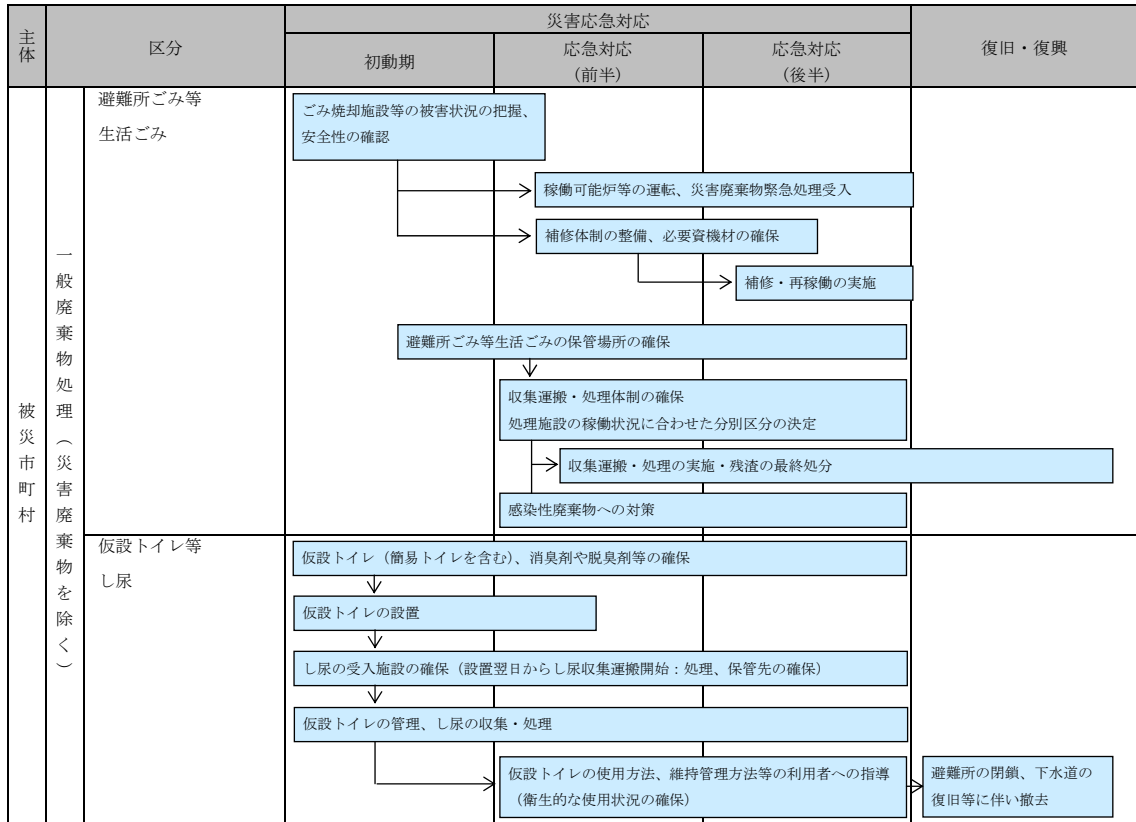 主体
区分
災害応急対応
初動期
応急対応
(前半)
応急対応
(後半)
復旧・復興
被災市町村
一般廃棄物処理(災害廃棄物を除く)
避難所ごみ等
生活ごみ
ごみ焼却施設等の被害状況の把握、
安全性の確認
稼働可能炉等の運転、災害廃棄物緊急処理受入
補修体制の整備、必要資機材の確保
補修・再稼働の実施
避難所ごみ等生活ごみの保管場所の確保
収集運搬・処理体制の確保
処理施設の稼働状況に合わせた分別区分の決定
収集運搬・処理の実施・残渣の最終処分
感染性廃棄物への対策
仮設トイレ等
し尿
仮設トイレ(簡易トイレを含む)、消臭剤や脱臭剤等の確保
仮設トイレの設置
し尿の受入施設の確保(設置翌日からし尿収集運搬開始:処理、保管先の確保)
仮設トイレの管理、し尿の収集・処理
仮設トイレの使用方法、維持管理方法等の利用者への指導
(衛生的な使用状況の確保)
避難所の閉鎖、下水道の
復旧等に伴い撤去